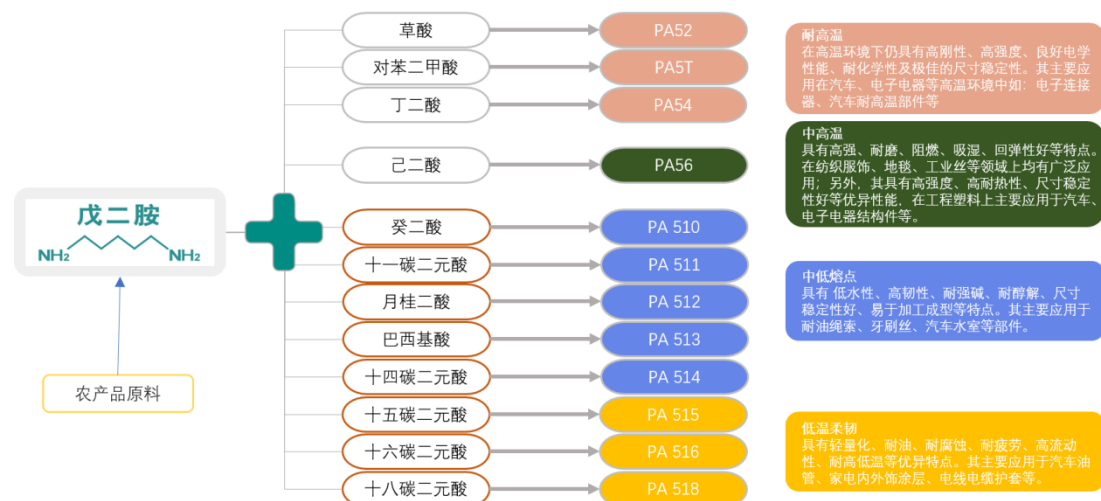 草酸
PA52
对苯二甲酸
PA5T
丁二酸
PA54
己二酸
PA56
戊二胺
NH₂
NH₂
农产品原料
癸二酸
PA 510
十一碳二元酸
PA 511
月桂二酸
PA 512
巴西基酸
PA 513
十四碳二元酸
PA 514
十五碳二元酸
PA 515
十六碳二元酸
PA 516
十八碳二元酸
PA 518
耐高温
在高温环境下仍具有高刚性、高强度、良好电学
性能、耐化学性及极佳的尺寸稳定性。其主要应
用在汽车、电子电器等高温环境中如：电子连接
器、汽车耐高温部件等
中高温
具有高强、耐磨、阻燃、吸湿、回弹性好等特点。
在纺织服饰、地毯、工业丝等领域上均有广泛应
用；另外，其具有高强度、高耐热性、尺寸稳定
性好等优异性能，在工程塑料上主要应用于汽车、
电子电器结构件等。
中低熔点
具有 低水性、高韧性、耐强碱、耐醇解、尺寸
稳定性好、易于加工成型等特点。其主要应用于
耐油绳索、牙刷丝、汽车水室等部件。
低温柔韧
具有轻量化、耐油、耐腐蚀、耐疲劳、高流动
性、耐高低温等优异特点。其主要应用于汽车油
管、家电内外饰涂层、电线电缆护套等。